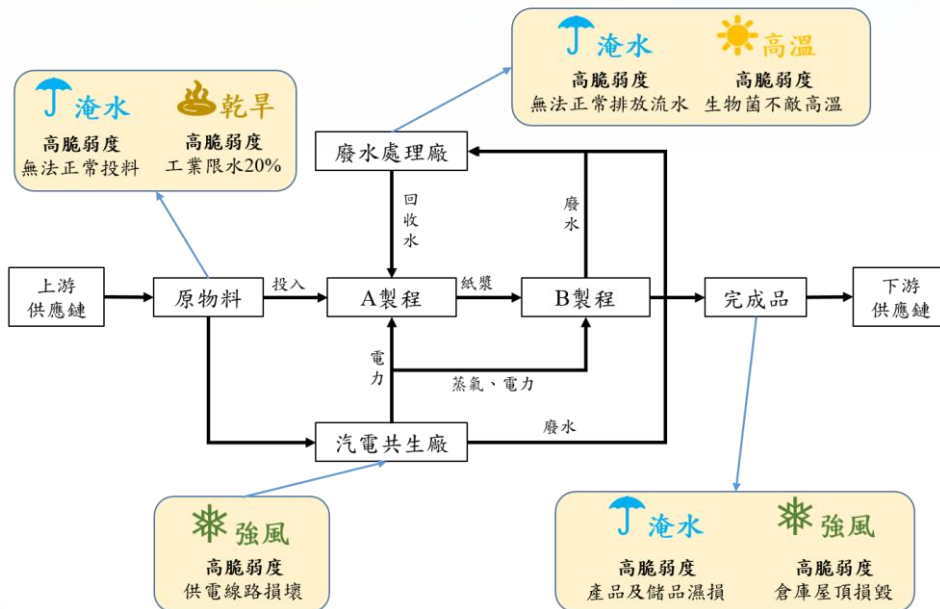 淹水
高溫
高脆弱度
高脆弱度
無法正常排放流水
生物菌不敵高溫
淹水
乾旱
高脆弱度
高脆弱度
無法正常投料
工業限水20%
廢水處理廠
回收水
廢水
上游
供應鏈
原物料
投入
A製程
紙漿
B製程
完成品
下游
供應鏈
電力
蒸氣、電力
汽電共生廠
廢水
強風
高脆弱度
供電線路損壞
淹水
強風
高脆弱度
高脆弱度
產品及儲品濕損
倉庫屋頂損毀